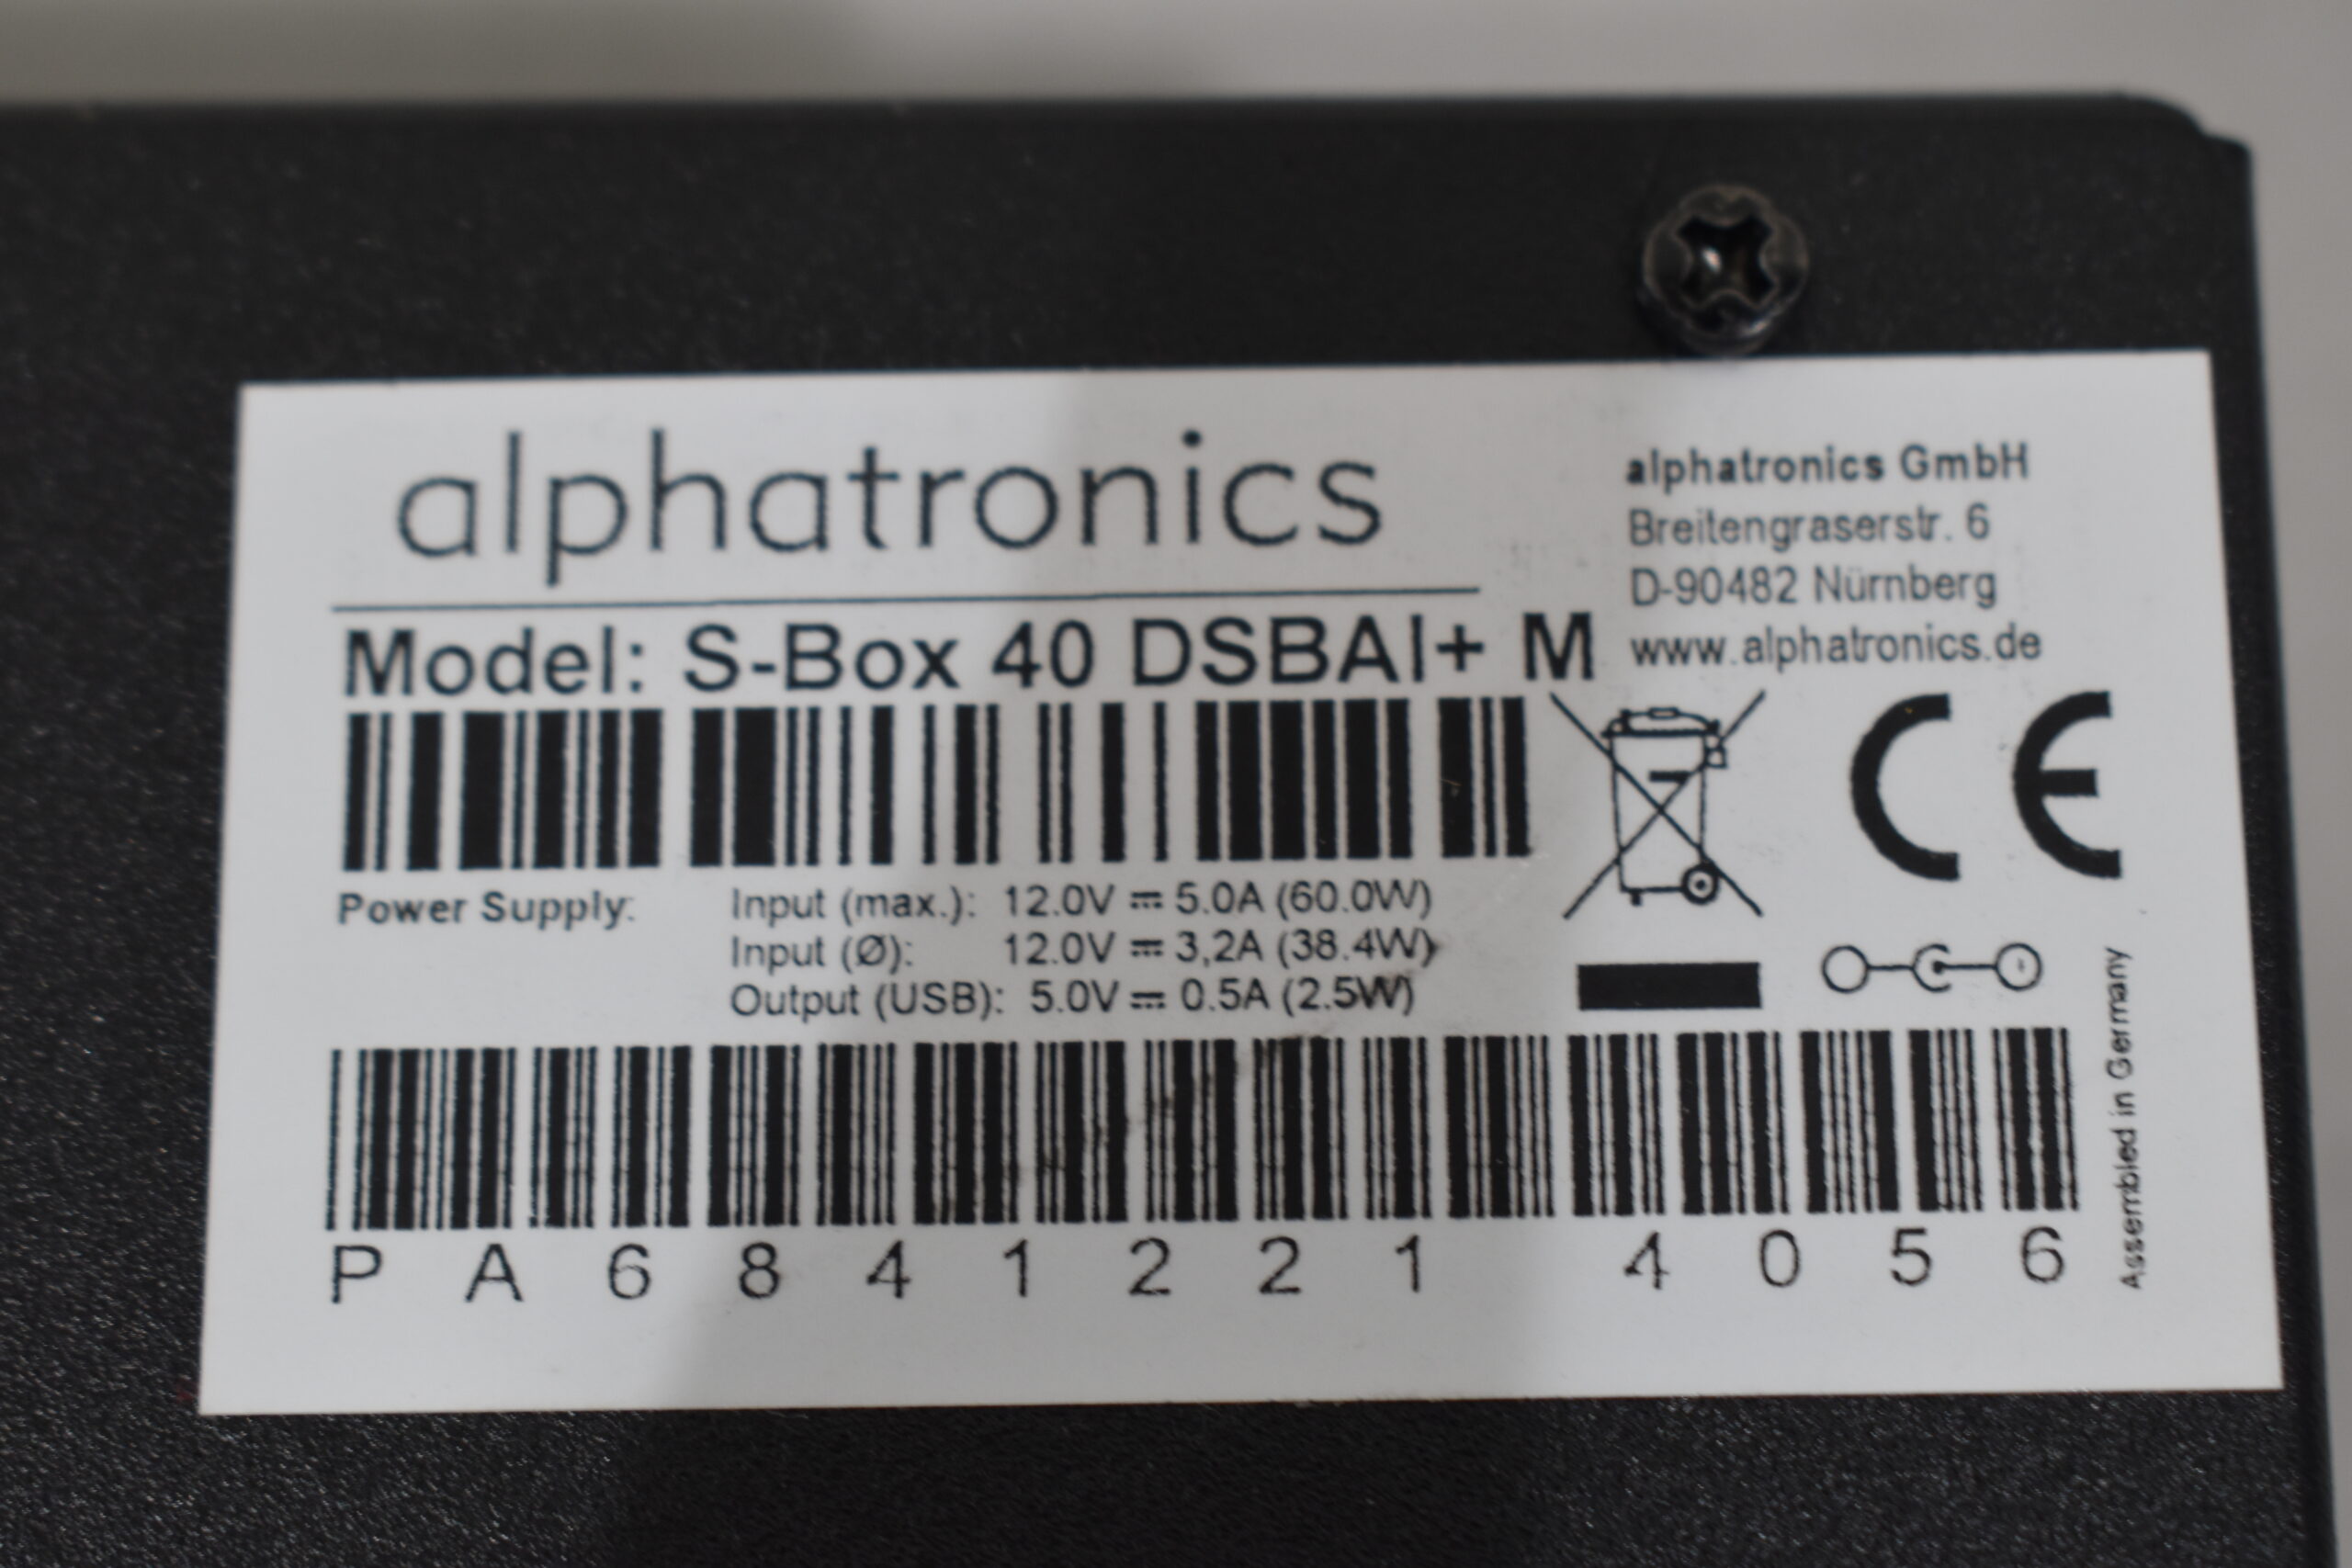 alphatronics
Model: S-Box 40 DSBAI+ M
alphatronics GmbH
Breitengraserstr. 6
D-90482 Nürnberg
www.alphatronics.de
CE
Power Supply: Input (max.): 12.0V ⎓ 5.0A (60.0W)
Input (Ø): 12.0V ⎓ 3,2A (38.4W)
Output (USB): 5.0V ⎓ 0.5A (2.5W)
PA6841221 4056
Assembled in Germany